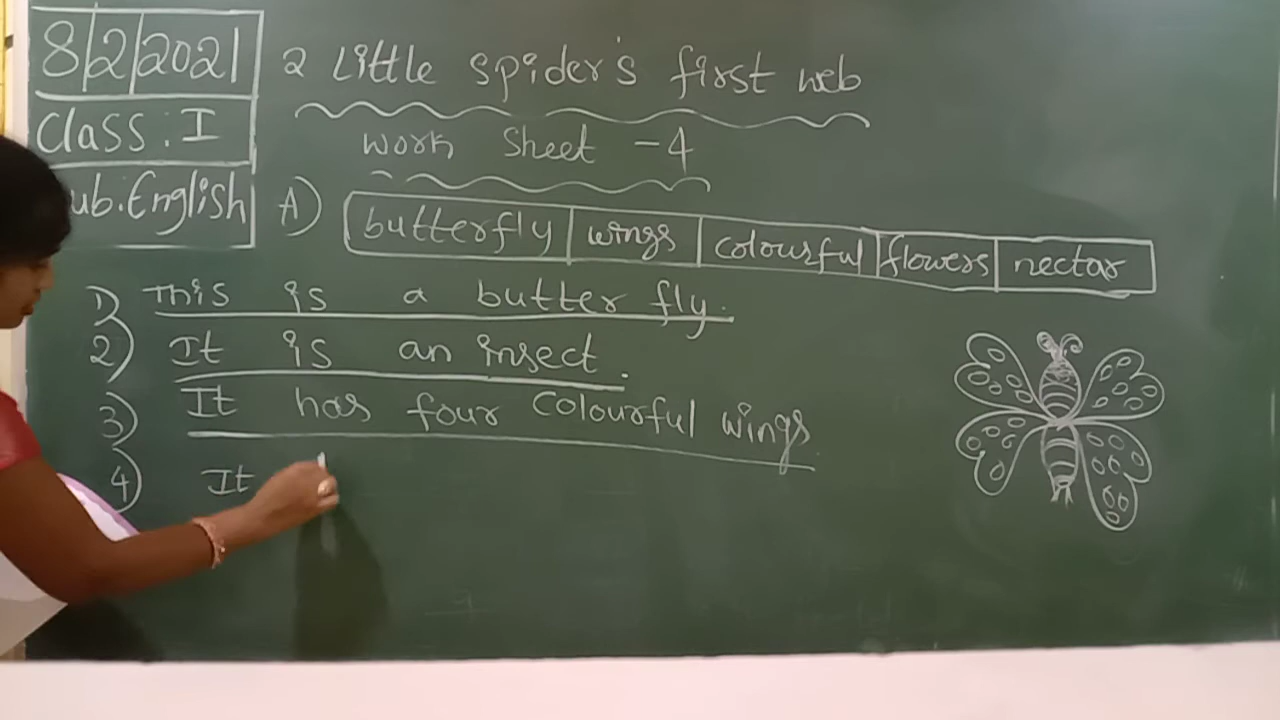 8|2|2021
Class: I
ub. English
2 Little spider's first web
Work Sheet - 4
A) butterfly | wings | colourful | flowers | nectar
1) This is a butter fly.
2) It is an insect.
3) It has four colourful wings.
4) It